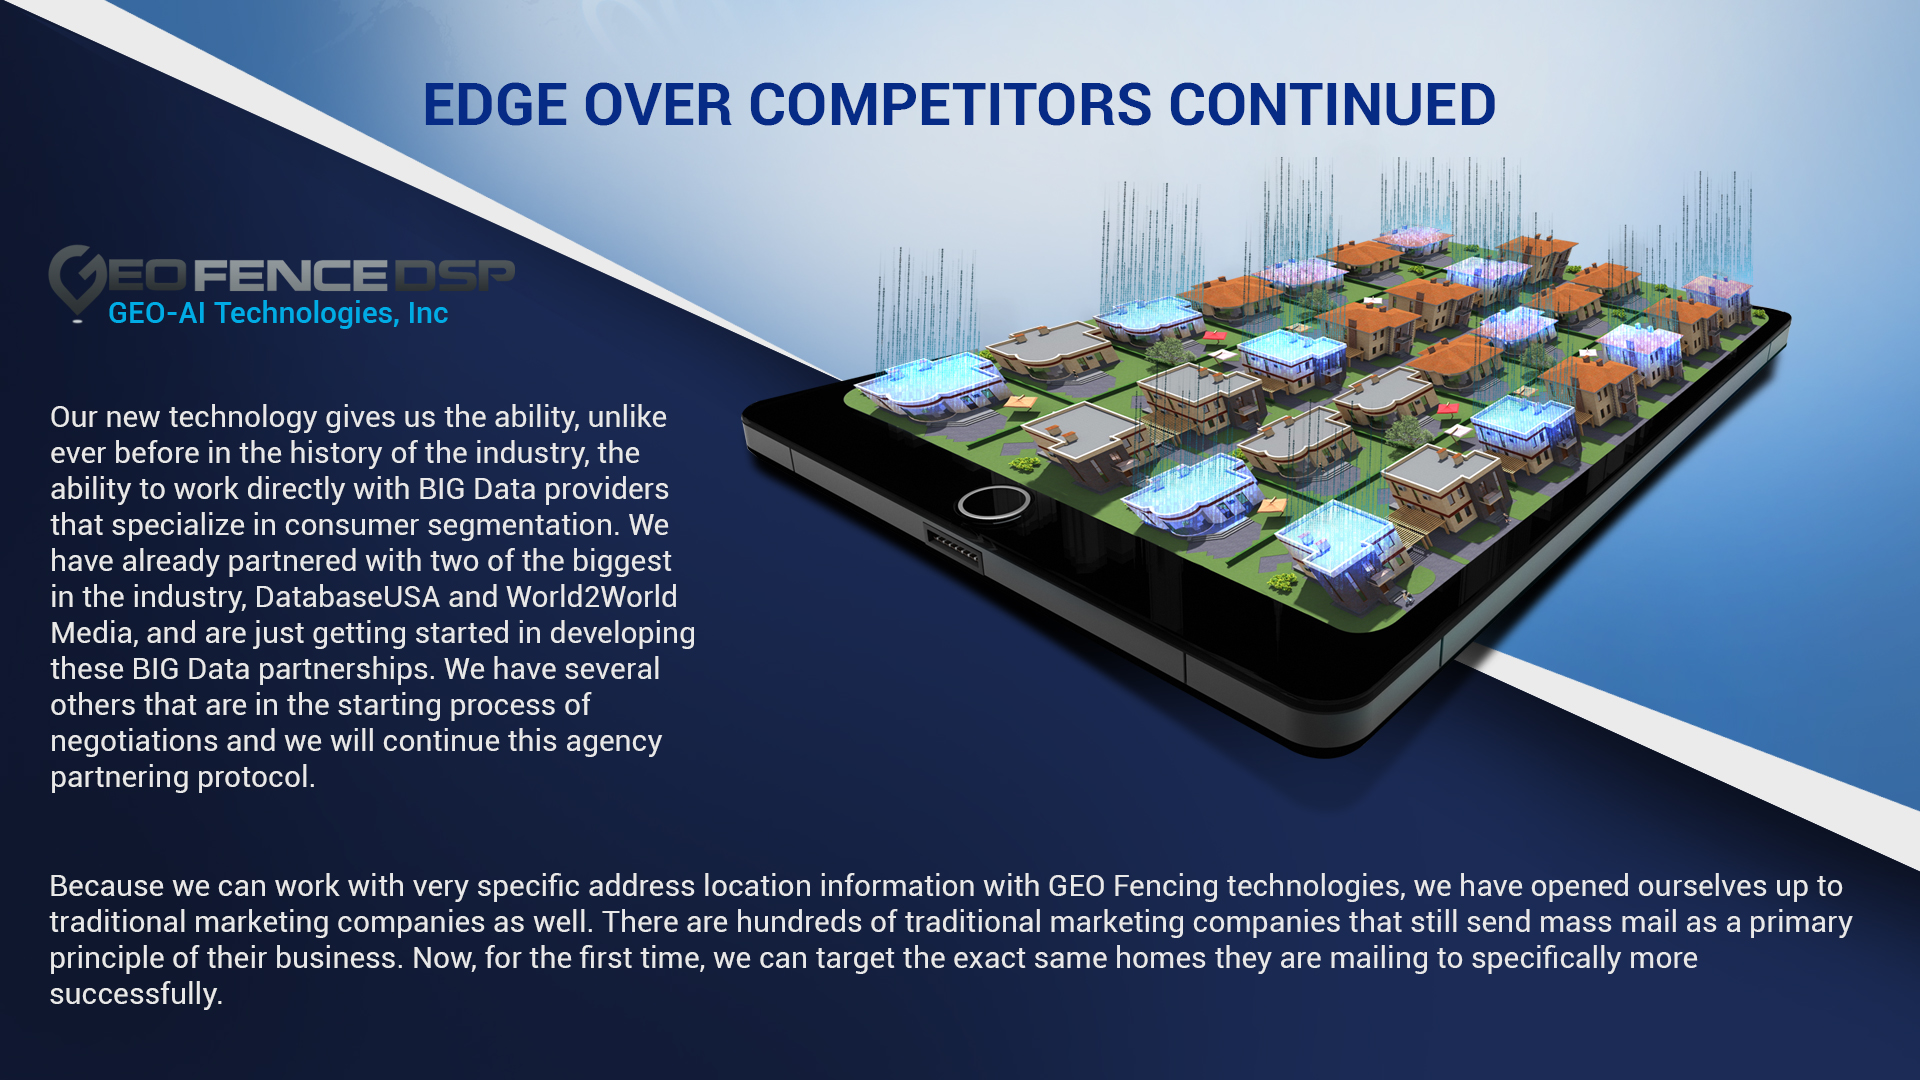 EDGE OVER COMPETITORS CONTINUED
GEOFENCEDSP
GEO-AI Technologies, Inc
Our new technology gives us the ability, unlike
ever before in the history of the industry, the
ability to work directly with BIG Data providers
that specialize in consumer segmentation. We
have already partnered with two of the biggest
in the industry, DatabaseUSA and World2World
Media, and are just getting started in developing
these BIG Data partnerships. We have several
others that are in the starting process of
negotiations and we will continue this agency
partnering protocol.
Because we can work with very specific address location information with GEO Fencing technologies, we have opened ourselves up to
traditional marketing companies as well. There are hundreds of traditional marketing companies that still send mass mail as a primary
principle of their business. Now, for the first time, we can target the exact same homes they are mailing to specifically more
successfully.